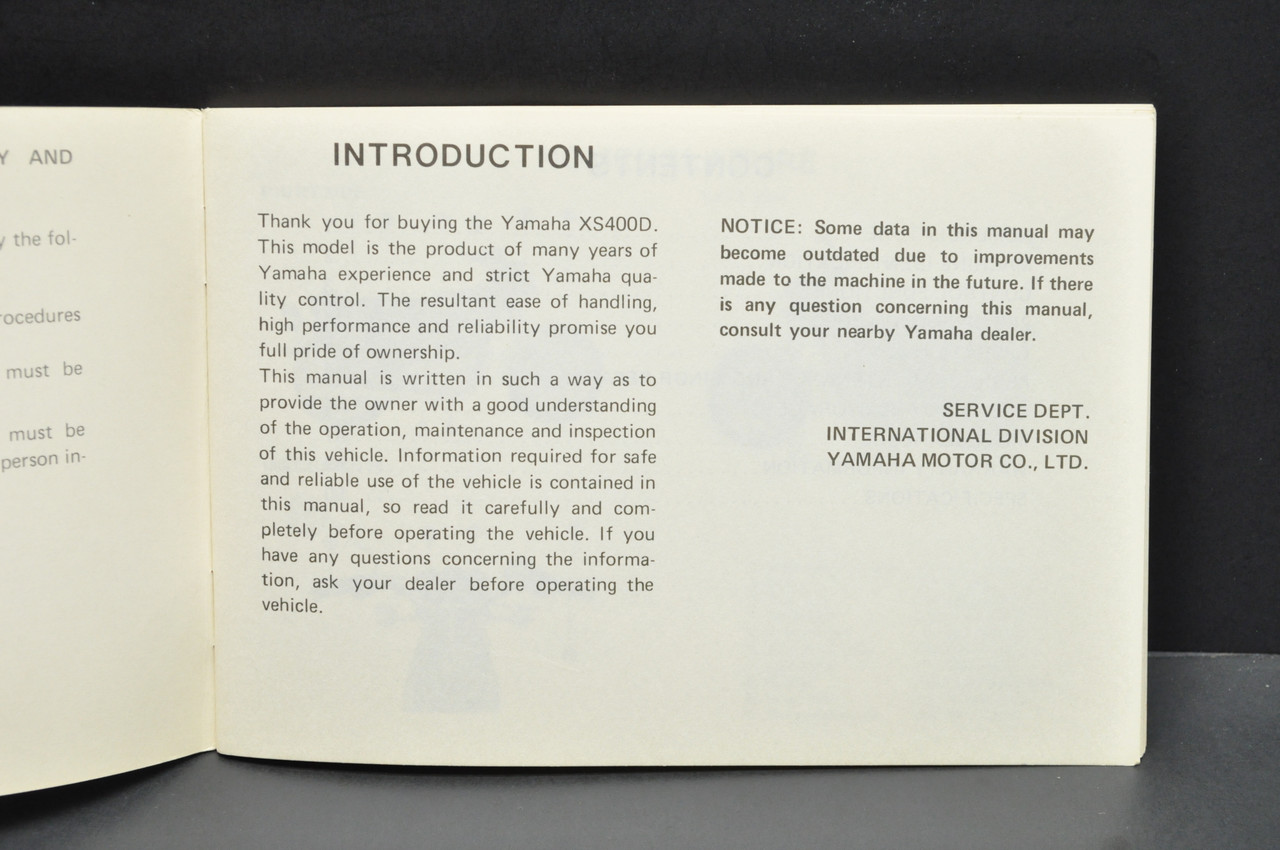 Y AND
y the fol-
rocedures
must be
must be
person in-
INTRODUCTION
Thank you for buying the Yamaha XS400D.
This model is the product of many years of
Yamaha experience and strict Yamaha qua-
lity control. The resultant ease of handling,
high performance and reliability promise you
full pride of ownership.
This manual is written in such a way as to
provide the owner with a good understanding
of the operation, maintenance and inspection
of this vehicle. Information required for safe
and reliable use of the vehicle is contained in
this manual, so read it carefully and com-
pletely before operating the vehicle. If you
have any questions concerning the informa-
tion, ask your dealer before operating the
vehicle.
NOTICE: Some data in this manual may
become outdated due to improvements
made to the machine in the future. If there
is any question concerning this manual,
consult your nearby Yamaha dealer.
SERVICE DEPT.
INTERNATIONAL DIVISION
YAMAHA MOTOR CO., LTD.